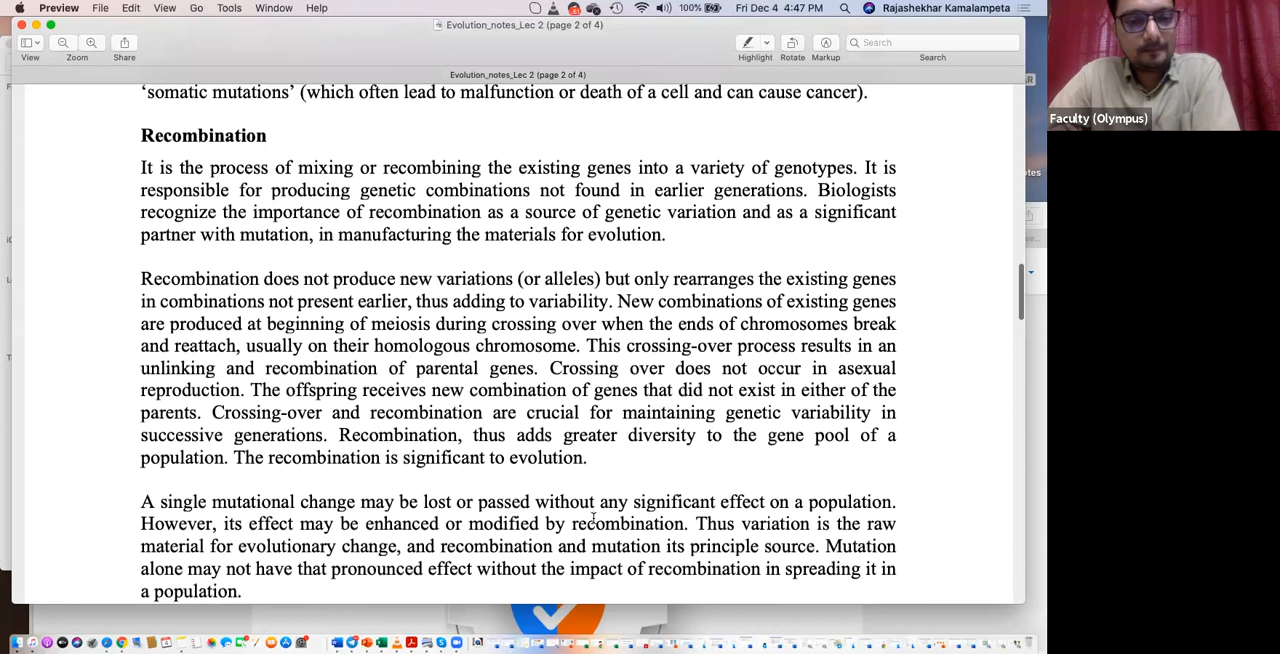 Preview File Edit View Go Tools Window Help 100% Fri Dec 4 4:47 PM Rajashekhar Kamalampeta
Evolution_notes_Lec 2 (page 2 of 4)
View Zoom Share Highlight Rotate Markup Search
Search
Evolution_notes_Lec 2 (page 2 of 4)
‘somatic mutations’ (which often lead to malfunction or death of a cell and can cause cancer).
Recombination
It is the process of mixing or recombining the existing genes into a variety of genotypes. It is
responsible for producing genetic combinations not found in earlier generations. Biologists
recognize the importance of recombination as a source of genetic variation and as a significant
partner with mutation, in manufacturing the materials for evolution.
Recombination does not produce new variations (or alleles) but only rearranges the existing genes
in combinations not present earlier, thus adding to variability. New combinations of existing genes
are produced at beginning of meiosis during crossing over when the ends of chromosomes break
and reattach, usually on their homologous chromosome. This crossing-over process results in an
unlinking and recombination of parental genes. Crossing over does not occur in asexual
reproduction. The offspring receives new combination of genes that did not exist in either of the
parents. Crossing-over and recombination are crucial for maintaining genetic variability in
successive generations. Recombination, thus adds greater diversity to the gene pool of a
population. The recombination is significant to evolution.
A single mutational change may be lost or passed without any significant effect on a population.
However, its effect may be enhanced or modified by recombination. Thus variation is the raw
material for evolutionary change, and recombination and mutation its principle source. Mutation
alone may not have that pronounced effect without the impact of recombination in spreading it in
a population.
Faculty (Olympus)